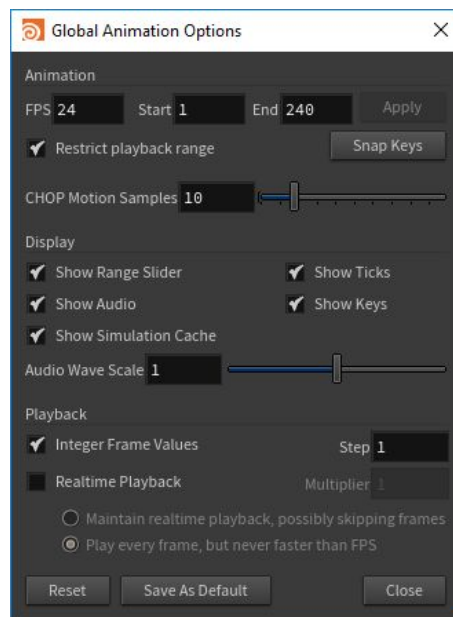 Global Animation Options
Animation
FPS 24 Start 1 End 240 Apply
Restrict playback range Snap Keys
CHOP Motion Samples 10
Display
Show Range Slider Show Ticks
Show Audio Show Keys
Show Simulation Cache
Audio Wave Scale 1
Playback
Integer Frame Values Step 1
Realtime Playback Multiplier 1
Maintain realtime playback, possibly skipping frames
Play every frame, but never faster than FPS
Reset Save As Default Close